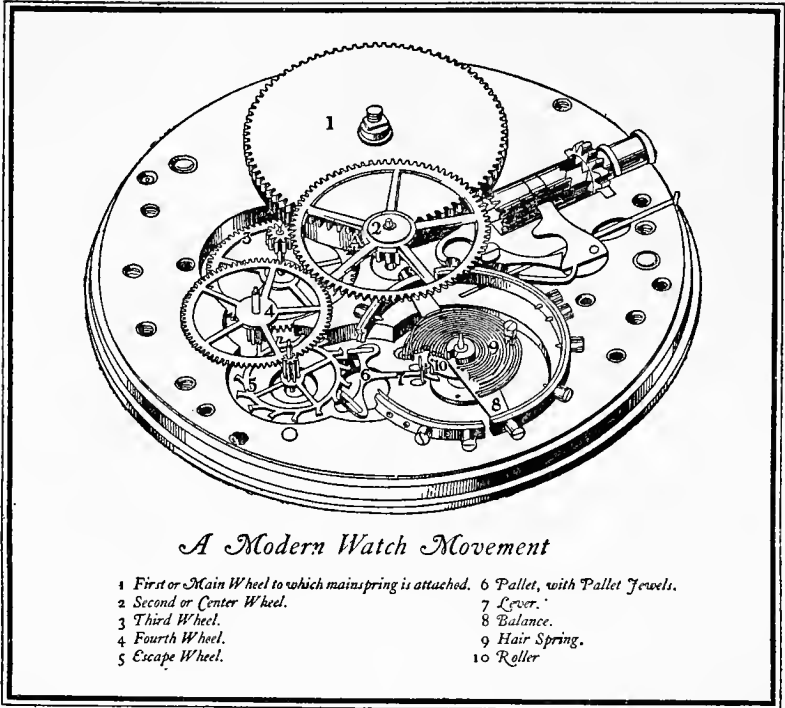 1
2
3
4
5
7
10
9
8
A Modern Watch Movement
1 First or Main Wheel to which mainspring is attached.
2 Second or Center Wheel.
3 Third Wheel.
4 Fourth Wheel.
5 Escape Wheel.
6 Pallet, with Pallet Jewels.
7 Lever.
8 Balance.
9 Hair Spring.
10 Roller